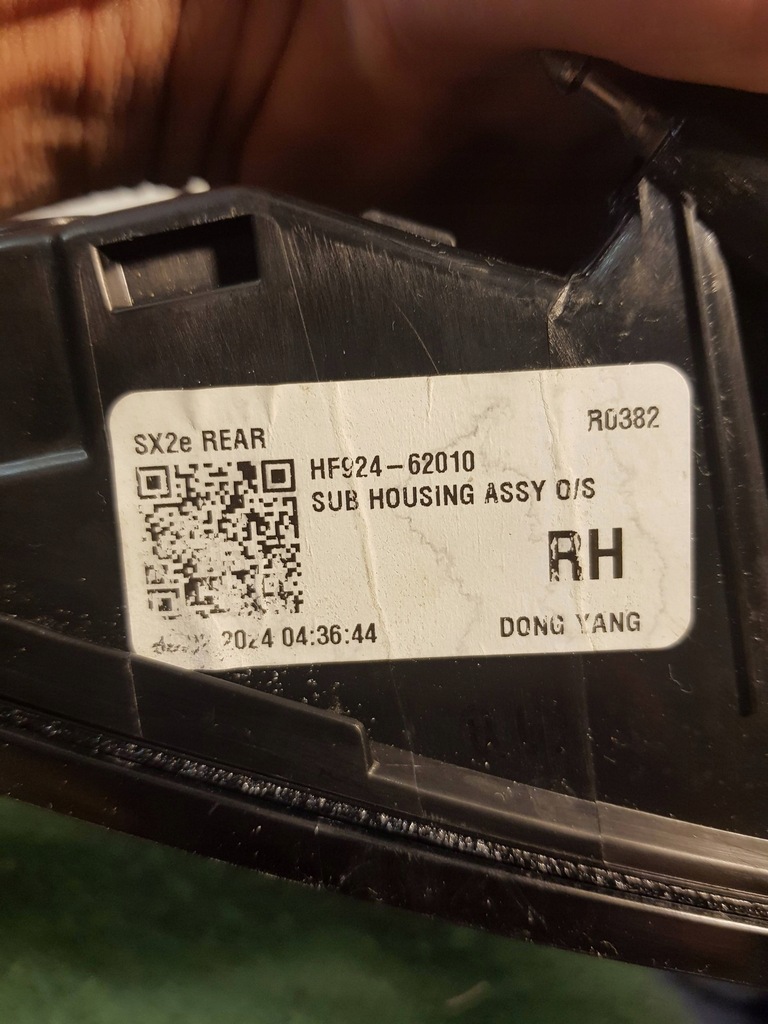 SX2e REAR
R0382
HF924-62010
SUB HOUSING ASSY O/S
RH
2024 04:36:44
DONG YANG